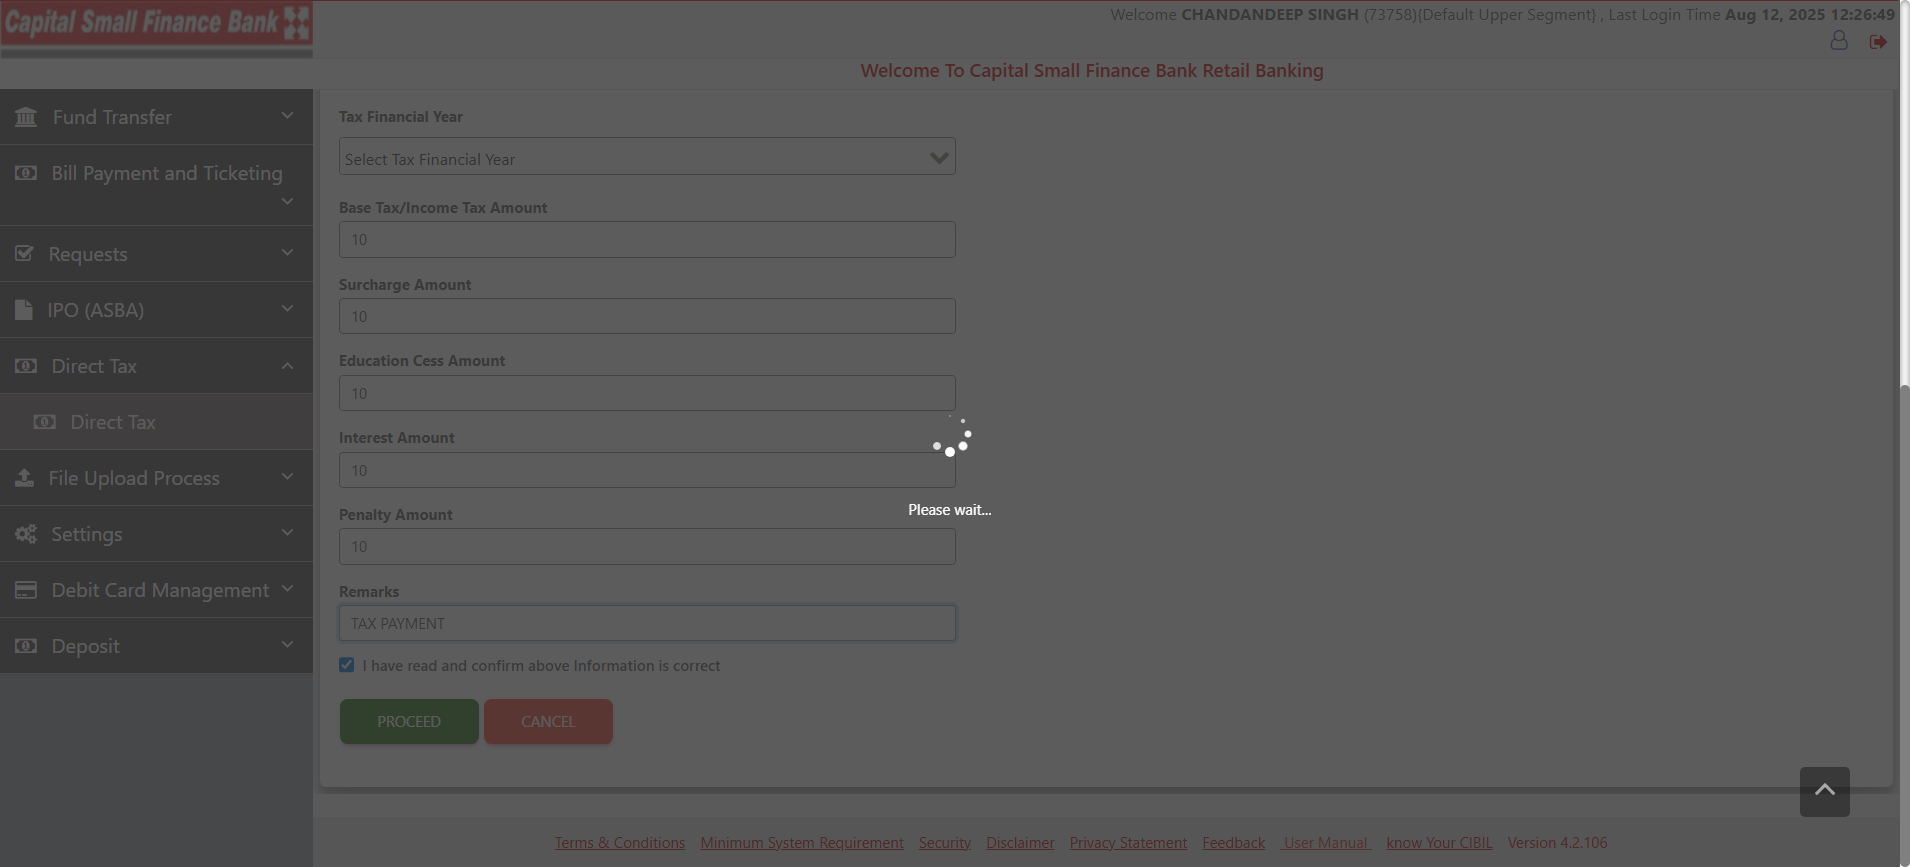 Capital Small Finance Bank
Welcome CHANDANDEEP SINGH (73758){Default Upper Segment} , Last Login Time Aug 12, 2025 12:26:49
Welcome To Capital Small Finance Bank Retail Banking
Fund Transfer
Bill Payment and Ticketing
Requests
IPO (ASBA)
Direct Tax
Direct Tax
File Upload Process
Settings
Debit Card Management
Deposit
Tax Financial Year
Select Tax Financial Year
Base Tax/Income Tax Amount
10
Surcharge Amount
10
Education Cess Amount
10
Interest Amount
10
Please wait...
Penalty Amount
10
Remarks
TAX PAYMENT
I have read and confirm above Information is correct
PROCEED CANCEL
Terms & Conditions Minimum System Requirement Security Disclaimer Privacy Statement Feedback User Manual know Your CIBIL Version 4.2.106